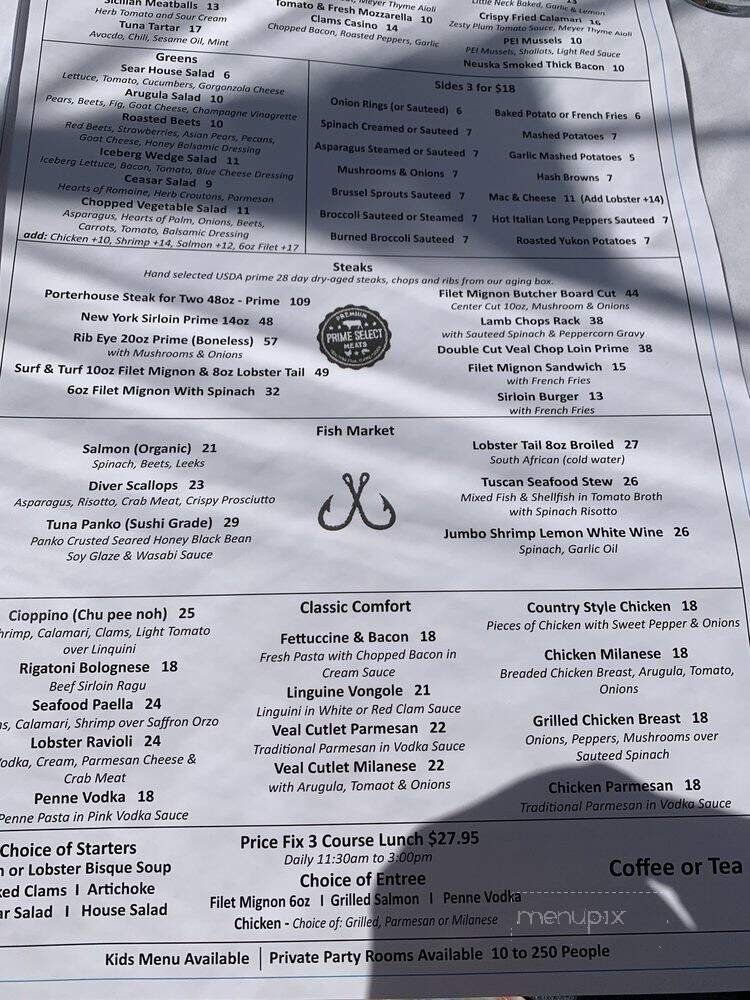 Sicilian Meatballs 13
Herb Tomato and Sour Cream
Tuna Tartar 17
Avocdo, Chill, Sesame Oil, Mint
Meyer Thyme Aioli
Tomato & Fresh Mozzarella 10
Clams Casino 14
Chopped Bacon, Roasted Peppers, Garlic
Little Neck Baked, Garlic & Lemon
Crispy Fried Calamari 16
Zesty Plum Tomato Sauce, Meyer Thyme Aioli
PEI Mussels 10
PEI Mussels, Shallots, Light Red Sauce
Neuska Smoked Thick Bacon 10
Greens
Sear House Salad 6
Lettuce, Tomato, Cucumbers, Gorgonzola Cheese
Arugula Salad 10
Pears, Beets, Fig, Goat Cheese, Champagne Vinagrette
Roasted Beets 10
Red Beets, Strawberries, Asian Pears, Pecans,
Goat Cheese, Honey Balsomic Dressing
Iceberg Wedge Salad 11
Iceberg Lettuce, Bacon, Tomato, Blue Cheese Dressing
Ceasar Salad 9
Hearts of Romaine, Herb Croutons, Parmesan
Chopped Vegetable Salad 11
Asparagus, Hearts of Palm, Onions, Beets,
Carrots, Tomato, Balsamic Dressing
add: Chicken +10, Shrimp +14, Salmon +12, 6oz Filet +17
Sides 3 for $18
Onion Rings (or Sauteed) 6
Spinach Creamed or Sauteed 7
Asparagus Steamed or Sauteed 7
Mushrooms & Onions 7
Brussel Sprouts Sauteed 7
Broccoli Sauteed or Steamed 7
Burned Broccoli Sauteed 7
Baked Potato or French Fries 6
Mashed Potatoes 7
Garlic Mashed Potatoes 5
Hash Browns 7
Mac & Cheese 11 (Add Lobster +14)
Hot Italian Long Peppers Sauteed 7
Roasted Yukon Potatoes 7
Steaks
Hand selected USDA prime 28 day dry-aged steaks, chops and ribs from our aging box.
Porterhouse Steak for Two 48oz - Prime 109
New York Sirloin Prime 14oz 48
Rib Eye 20oz Prime (Boneless) 57
with Mushrooms & Onions
Surf & Turf 10oz Filet Mignon & 8oz Lobster Tail 49
6oz Filet Mignon With Spinach 32
PREMIUM
PRIME SELECT
MEATS
Filet Mignon Butcher Board Cut 44
Center Cut 10oz, Mushroom & Onions
Lamb Chops Rack 38
with Sauteed Spinach & Peppercorn Gravy
Double Cut Veal Chop Loin Prime 38
Filet Mignon Sandwich 15
with French Fries
Sirloin Burger 13
with French Fries
Fish Market
Salmon (Organic) 21
Spinach, Beets, Leeks
Diver Scallops 23
Asparagus, Risotto, Crab Meat, Crispy Prosciutto
Tuna Panko (Sushi Grade) 29
Panko Crusted Seared Honey Black Bean
Soy Glaze & Wasabi Sauce
Lobster Tail 8oz Broiled 27
South African (cold water)
Tuscan Seafood Stew 26
Mixed Fish & Shellfish in Tomato Broth
with Spinach Risotto
Jumbo Shrimp Lemon White Wine 26
Spinach, Garlic Oil
Cioppino (Chu pee noh) 25
hrimp, Calamari, Clams, Light Tomato
over Linquini
Rigatoni Bolognese 18
Beef Sirloin Ragu
Seafood Paella 24
s, Calamari, Shrimp over Saffron Orzo
Lobster Ravioli 24
odka, Cream, Parmesan Cheese &
Crab Meat
Penne Vodka 18
Penne Pasta in Pink Vodka Sauce
Classic Comfort
Fettuccine & Bacon 18
Fresh Pasta with Chopped Bacon in
Cream Sauce
Linguine Vongole 21
Linguini in White or Red Clam Sauce
Veal Cutlet Parmesan 22
Traditional Parmesan in Vodka Sauce
Veal Cutlet Milanese 22
with Arugula, Tomaot & Onions
Country Style Chicken 18
Pieces of Chicken with Sweet Pepper & Onions
Chicken Milanese 18
Breaded Chicken Breast, Arugula, Tomato,
Onions
Grilled Chicken Breast 18
Onions, Peppers, Mushrooms over
Sauteed Spinach
Chicken Parmesan 18
Traditional Parmesan in Vodka Sauce
Choice of Starters
or Lobster Bisque Soup
ked Clams I Artichoke
ar Salad I House Salad
Price Fix 3 Course Lunch $27.95
Daily 11:30am to 3:00pm
Choice of Entree
Filet Mignon 6oz I Grilled Salmon I Penne Vodka
Chicken - Choice of: Grilled, Parmesan or Milanese
Coffee or Tea
menupix
Kids Menu Available | Private Party Rooms Available 10 to 250 People